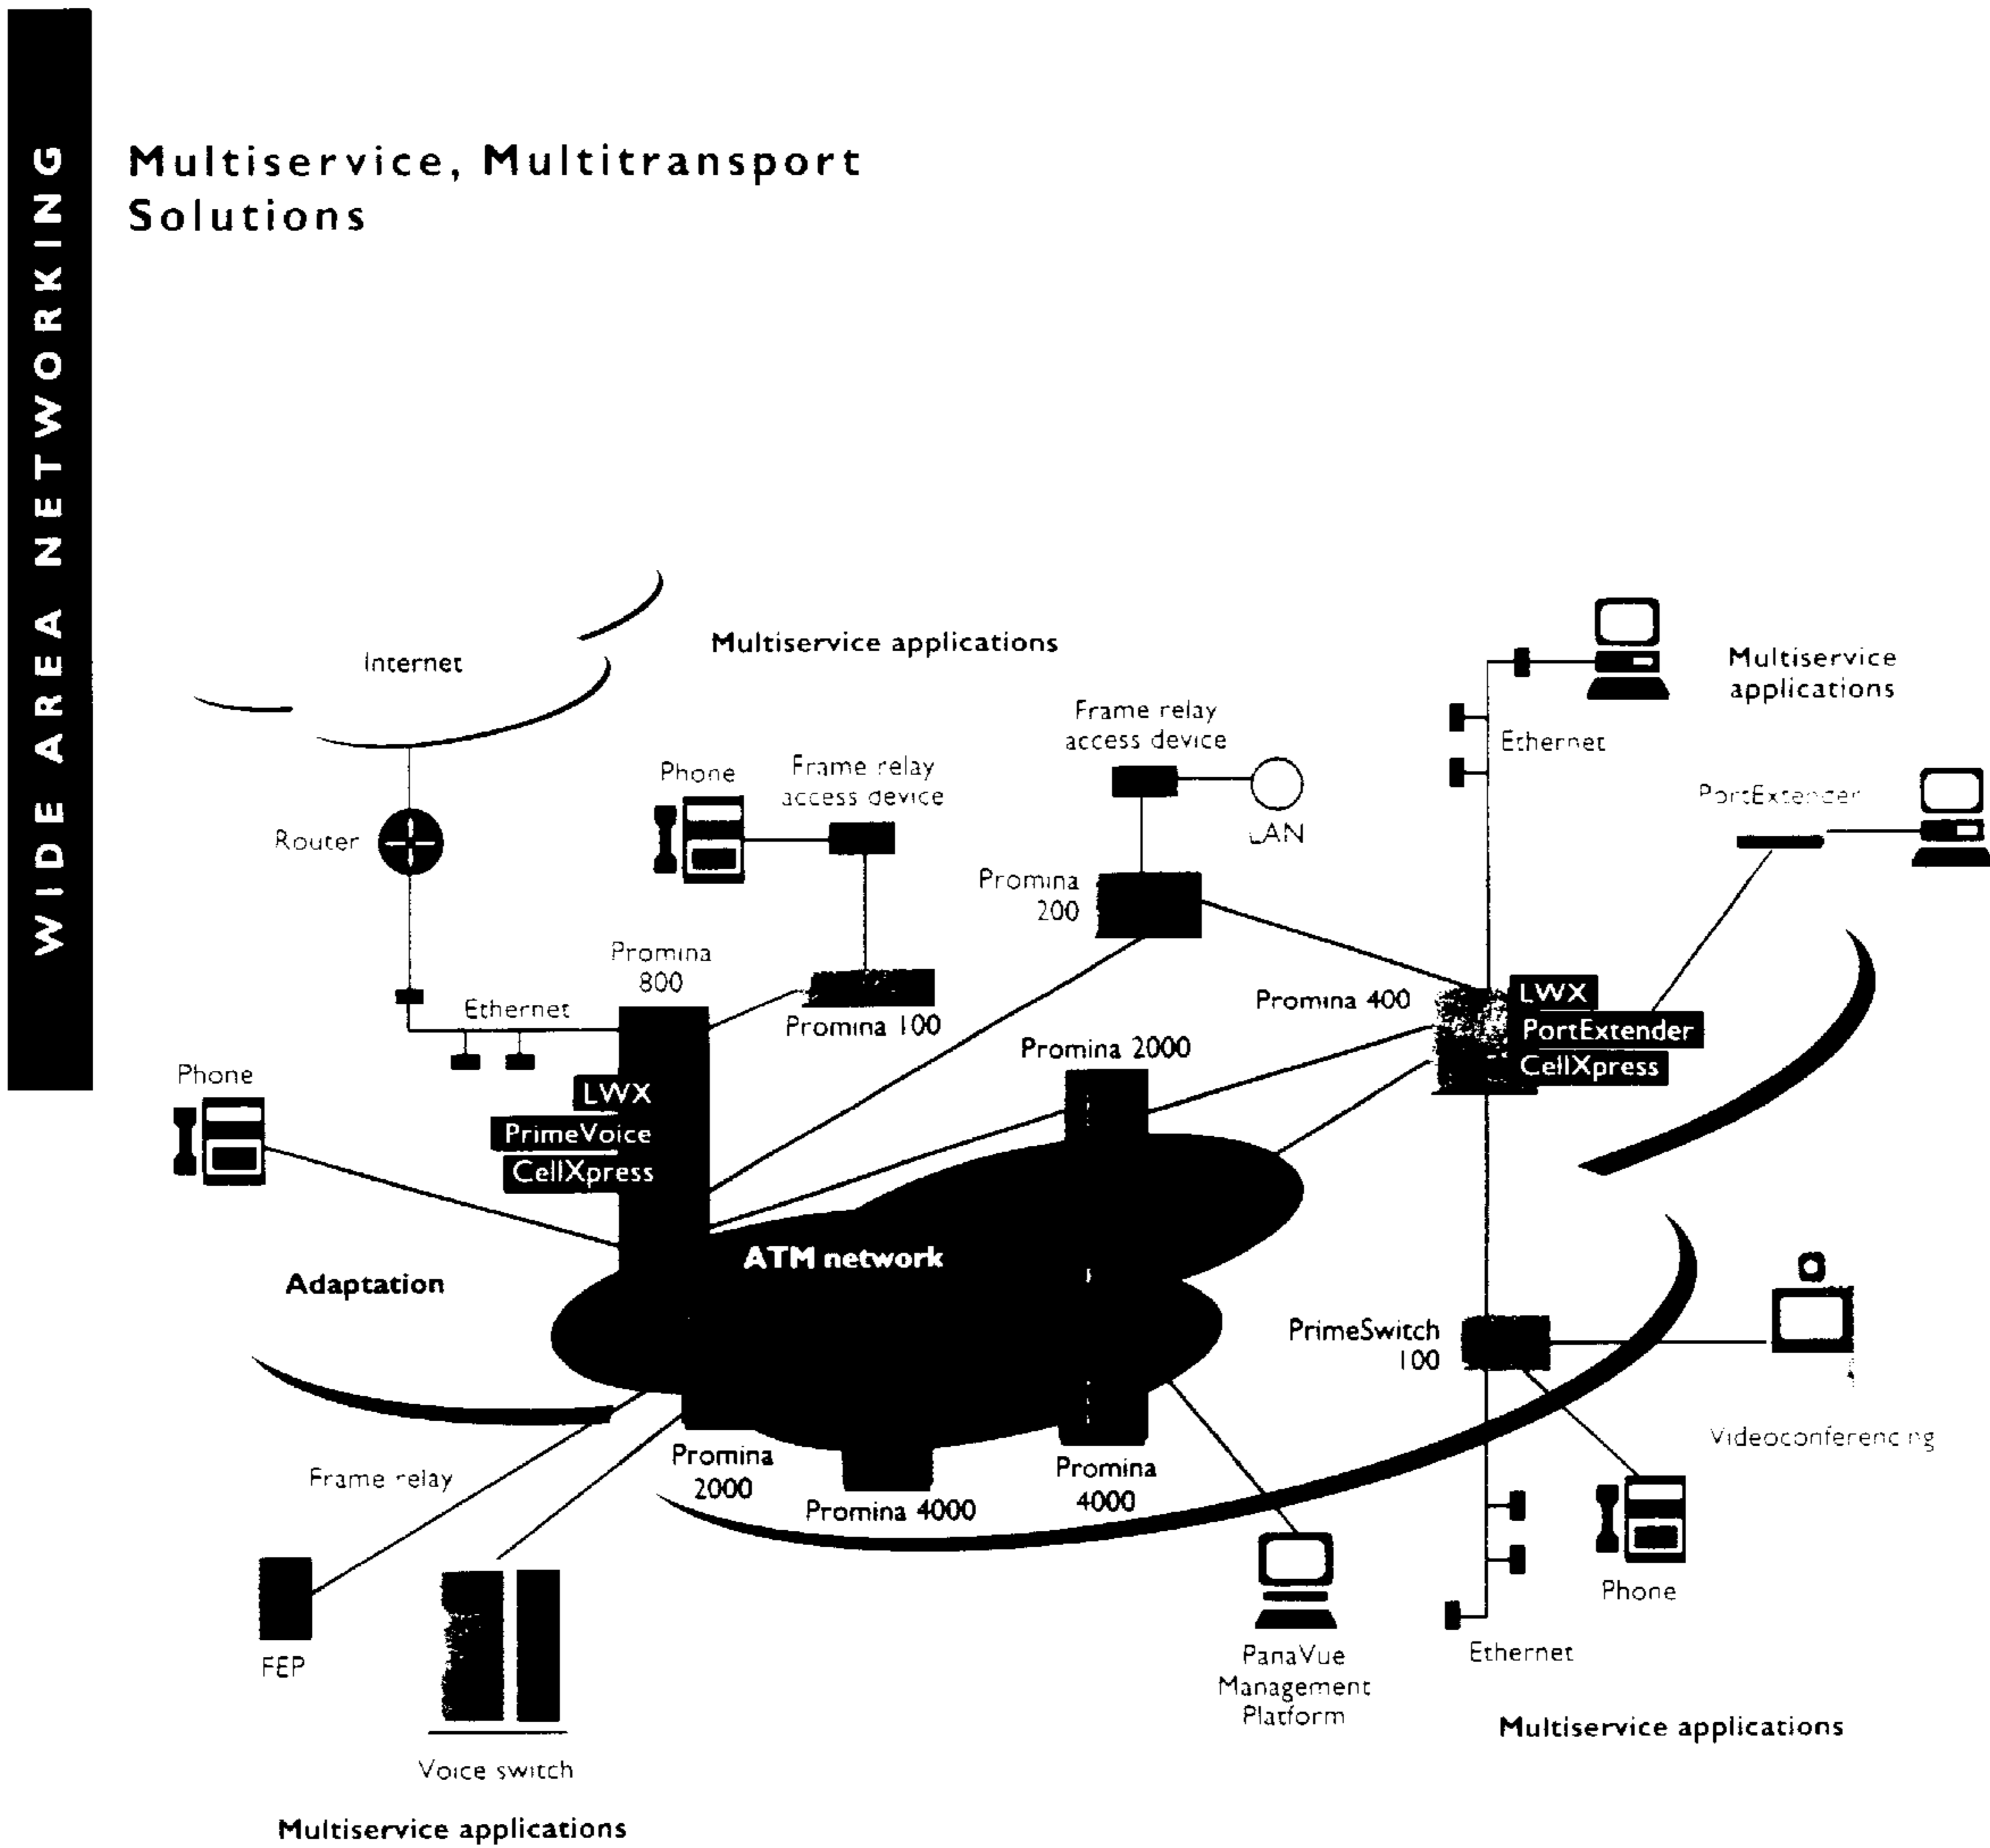 WIDE AREA NETWORKING
Multiservice, Multitransport
Solutions
Internet
Multiservice applications
Multiservice
applications
Frame relay
access device
Ethernet
Phone
Frame relay
access device
PortExtender
Router
LAN
Promina
200
Promina
800
Ethernet
Promina 100
Promina 400
LWX
PortExtender
CellXpress
Promina 2000
Phone
LWX
PrimeVoice
CellXpress
ATM network
Adaptation
PrimeSwitch
100
Videoconferencing
Frame relay
Promina
2000
Promina 4000
Promina
4000
Phone
FEP
PanaVue
Management
Platform
Ethernet
Multiservice applications
Voice switch
Multiservice applications